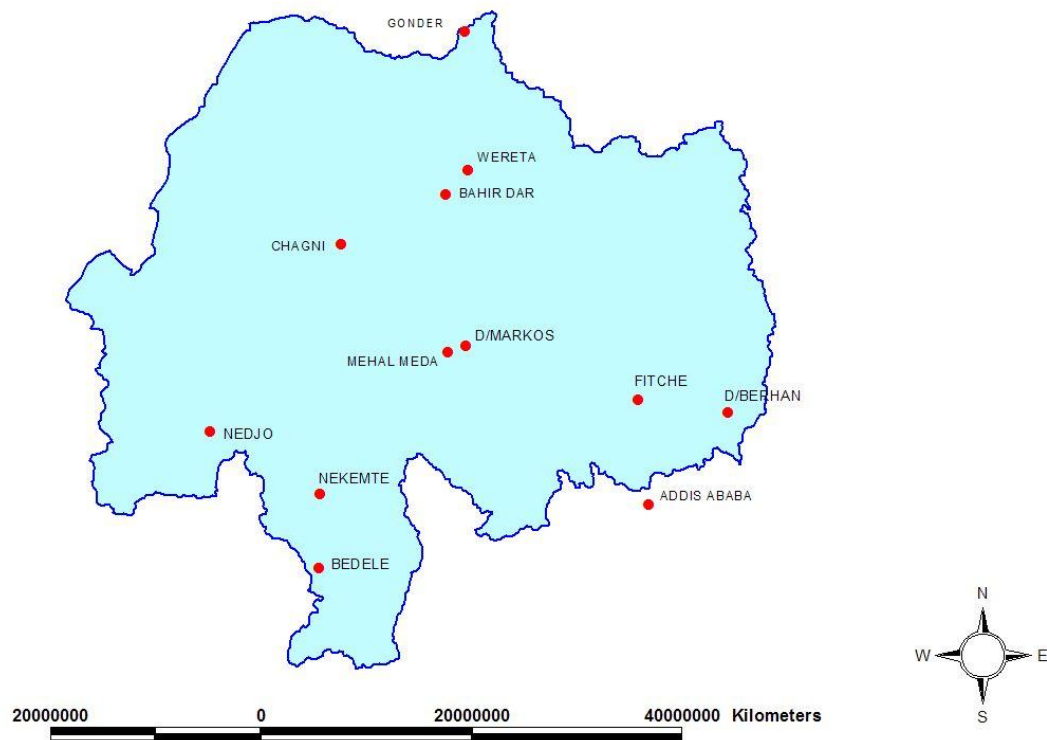 GONDER
WERETA
BAHIR DAR
CHAGNI
D/MARKOS
MEHAL MEDA
FITCHE
D/BERHAN
NEDJO
NEKEMTE
ADDIS ABABA
BEDELE
N
W E
S
20000000 0 20000000 40000000 Kilometers